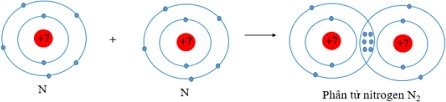 +7 + +7 +7 +7
N N Phân tử nitrogen N₂